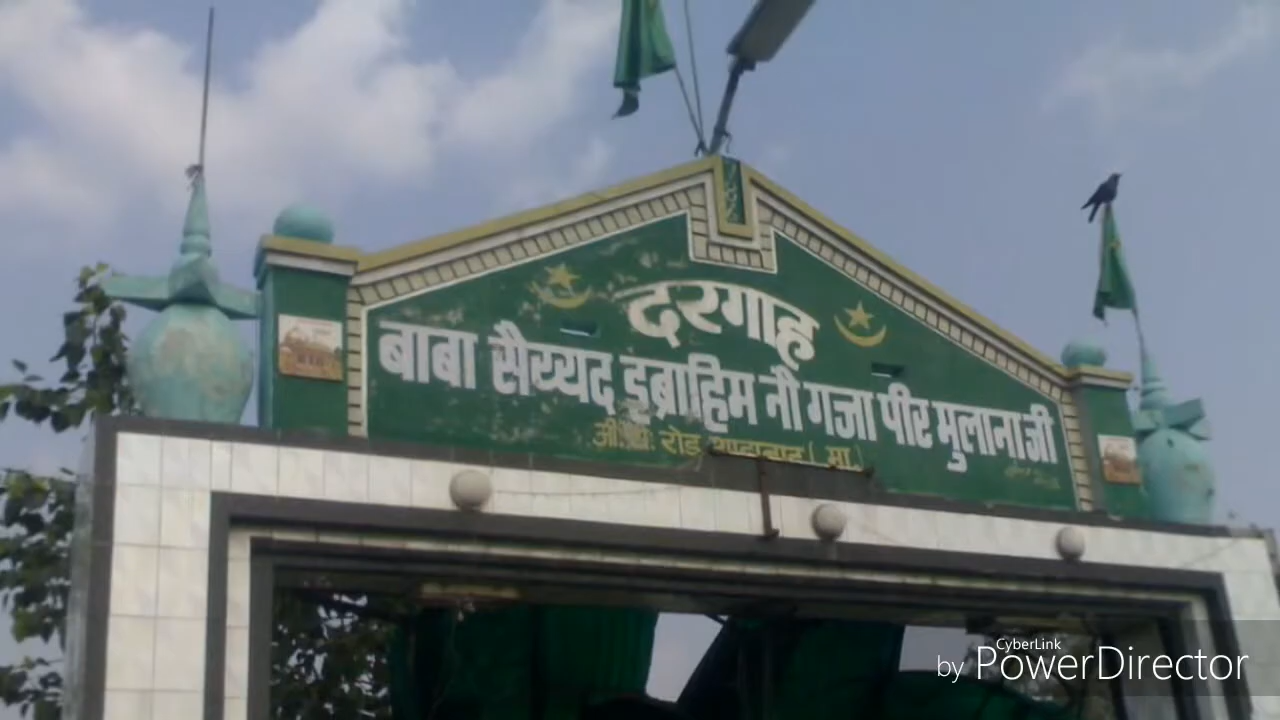 दरगाह
बाबा सैय्यद इब्राहिम नौ गजा पीर मुलानाजी
जी.टी. रोड़
CyberLink
by PowerDirector